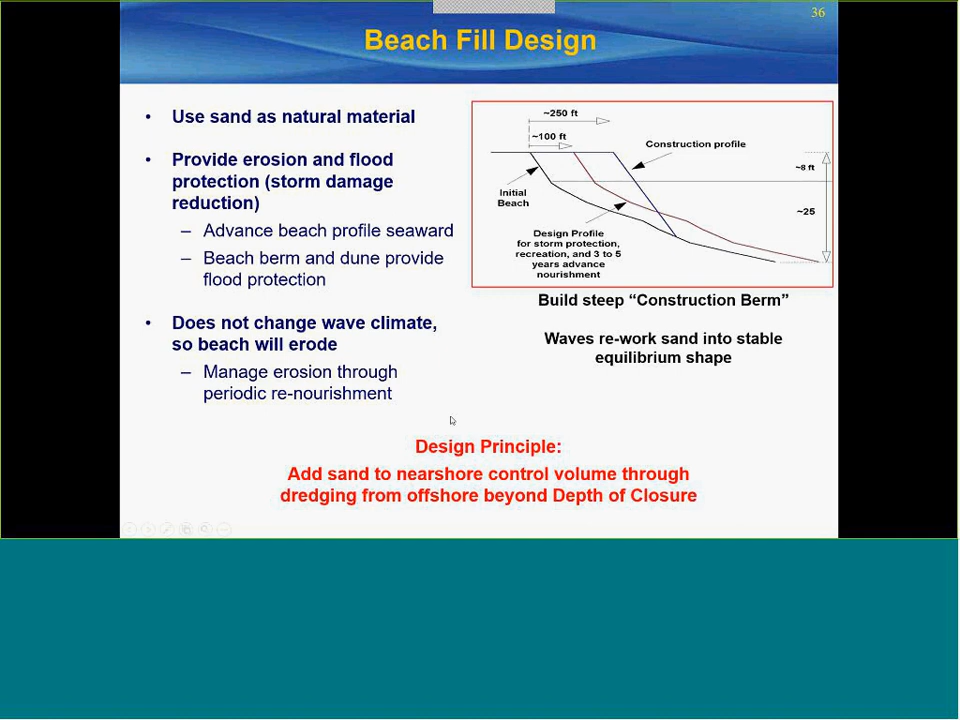 36
Beach Fill Design
• Use sand as natural material
• Provide erosion and flood
protection (storm damage
reduction)
– Advance beach profile seaward
– Beach berm and dune provide
flood protection
• Does not change wave climate,
so beach will erode
– Manage erosion through
periodic re-nourishment
~250 ft
~100 ft
Construction profile
~8 ft
Initial
Beach
~25
Design Profile
for storm protection,
recreation, and 3 to 5
years advance
nourishment
Build steep “Construction Berm”
Waves re-work sand into stable
equilibrium shape
Design Principle:
Add sand to nearshore control volume through
dredging from offshore beyond Depth of Closure